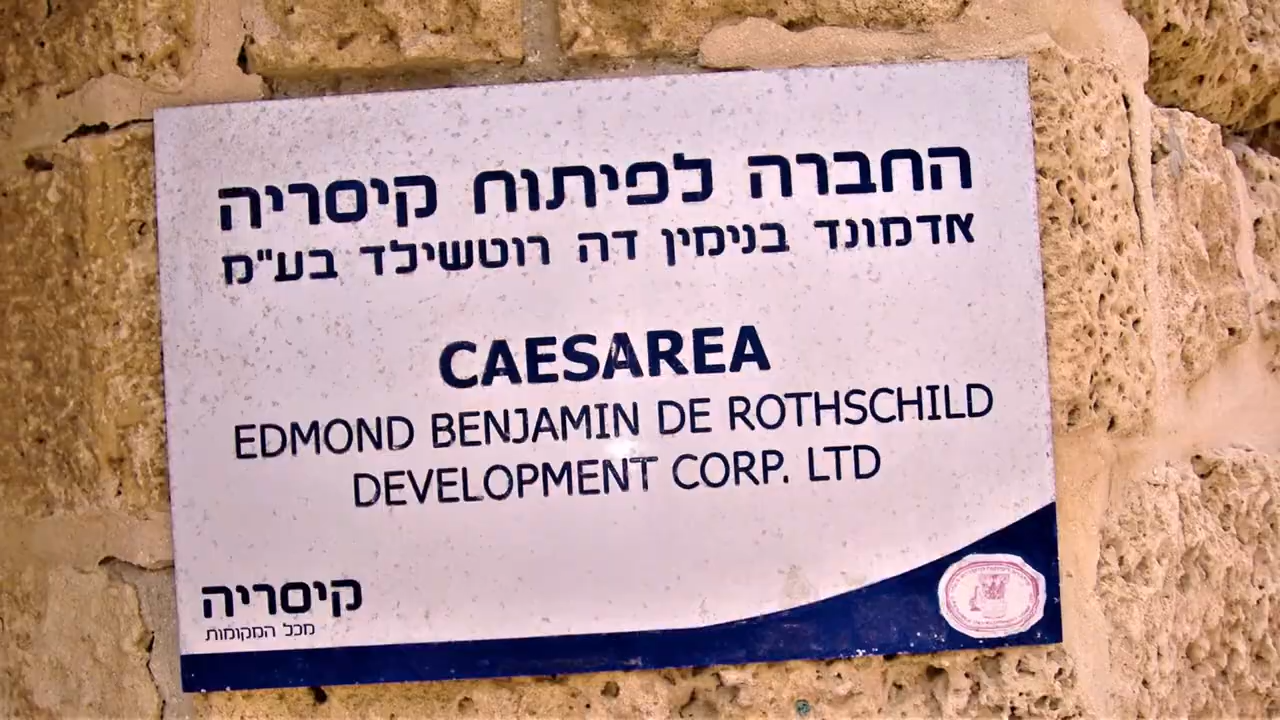 החברה לפיתוח קיסריה
אדמונד בנימין דה רוטשילד בע"מ
CAESAREA
EDMOND BENJAMIN DE ROTHSCHILD
DEVELOPMENT CORP. LTD
קיסריה
מכל המקומות